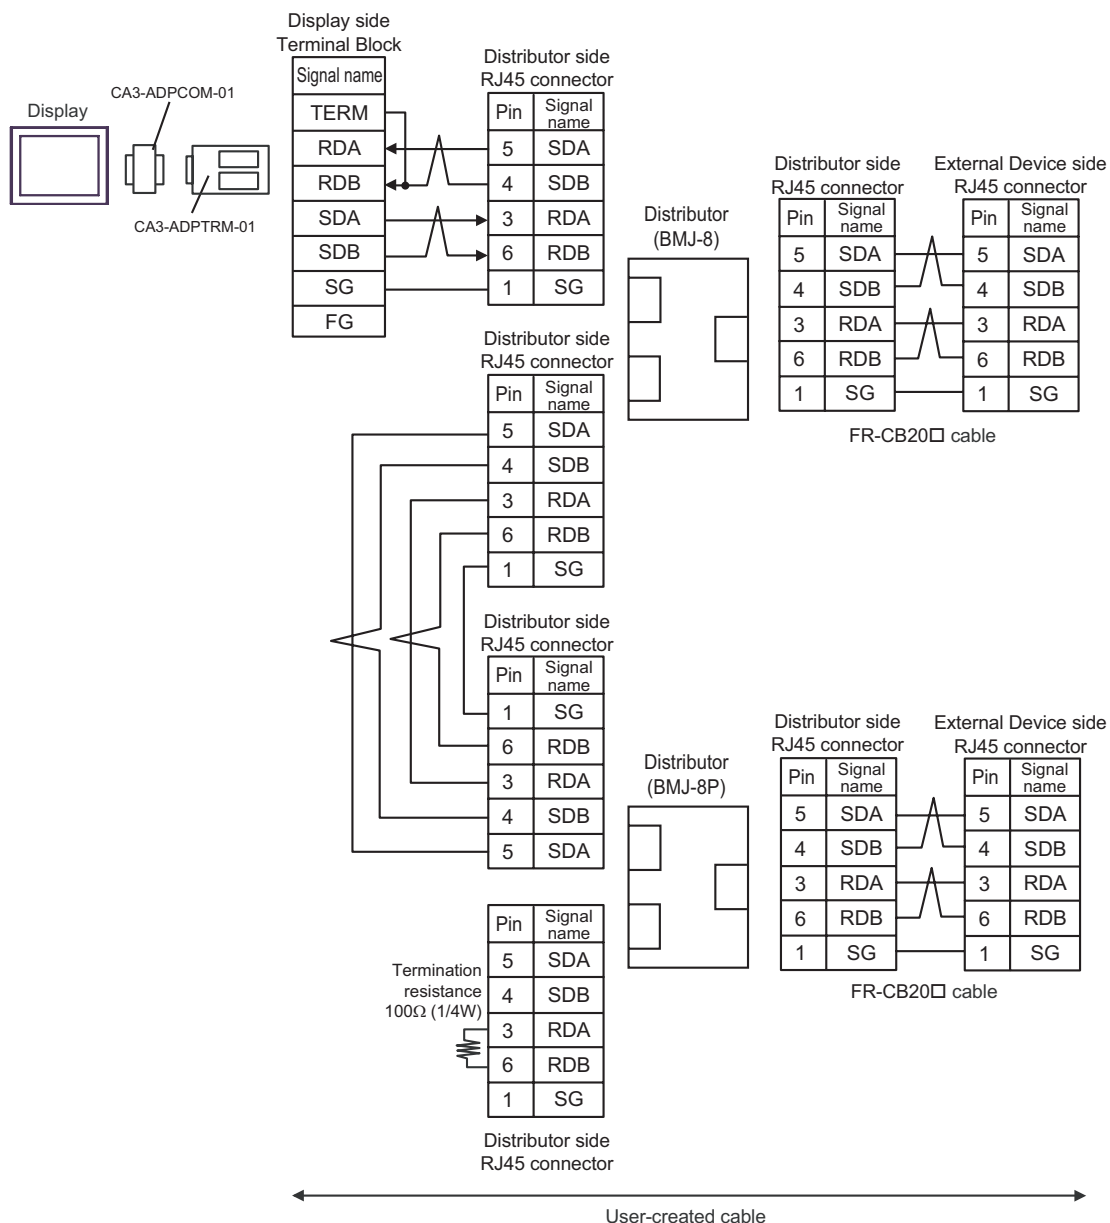 Display side
Terminal Block
Signal name
TERM
RDA
RDB
SDA
SDB
SG
FG
CA3-ADPCOM-01
Display
CA3-ADPTRM-01
Distributor side
RJ45 connector
Pin Signal name
5 SDA
4 SDB
3 RDA
6 RDB
1 SG
Distributor
(BMJ-8)
Distributor side
RJ45 connector
Pin Signal name
5 SDA
4 SDB
3 RDA
6 RDB
1 SG
External Device side
RJ45 connector
Pin Signal name
5 SDA
4 SDB
3 RDA
6 RDB
1 SG
FR-CB20□ cable
Distributor side
RJ45 connector
Pin Signal name
5 SDA
4 SDB
3 RDA
6 RDB
1 SG
Distributor side
RJ45 connector
Pin Signal name
1 SG
6 RDB
3 RDA
4 SDB
5 SDA
Distributor
(BMJ-8P)
Distributor side
RJ45 connector
Pin Signal name
5 SDA
4 SDB
3 RDA
6 RDB
1 SG
External Device side
RJ45 connector
Pin Signal name
5 SDA
4 SDB
3 RDA
6 RDB
1 SG
FR-CB20□ cable
Termination
resistance
100Ω (1/4W)
Pin Signal name
5 SDA
4 SDB
3 RDA
6 RDB
1 SG
Distributor side
RJ45 connector
User-created cable